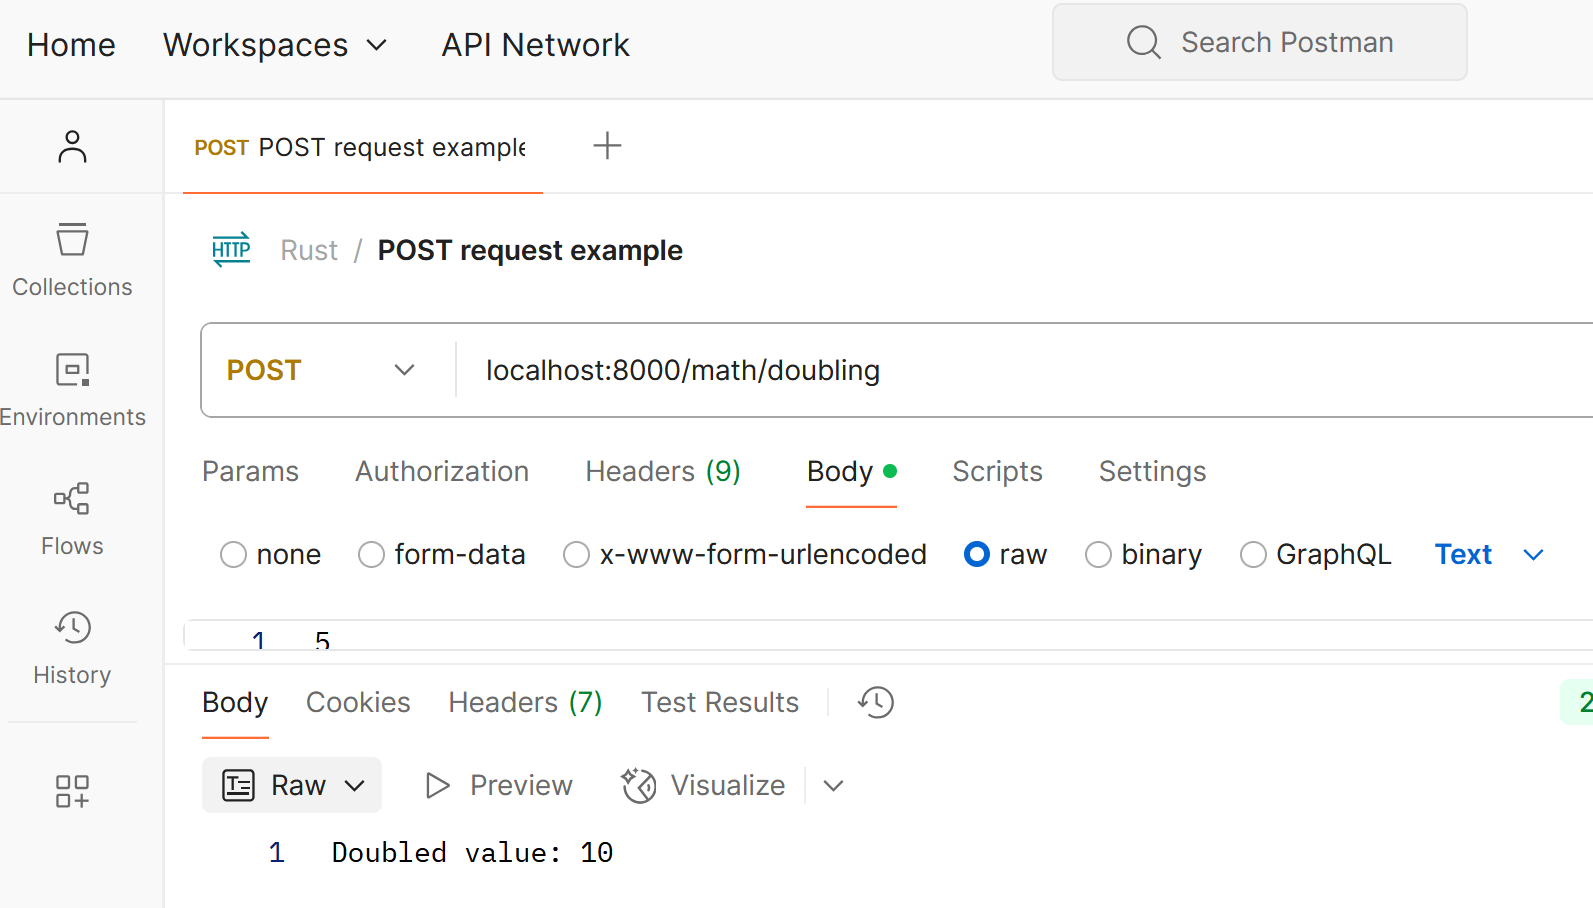 Home Workspaces API Network Search Postman
POST POST request example
HTTP Rust / POST request example
Collections
POST localhost:8000/math/doubling
Environments
Params Authorization Headers (9) Body Scripts Settings
none form-data x-www-form-urlencoded raw binary GraphQL Text
Flows
1 5
History
Body Cookies Headers (7) Test Results 2
Raw Preview Visualize
1 Doubled value: 10